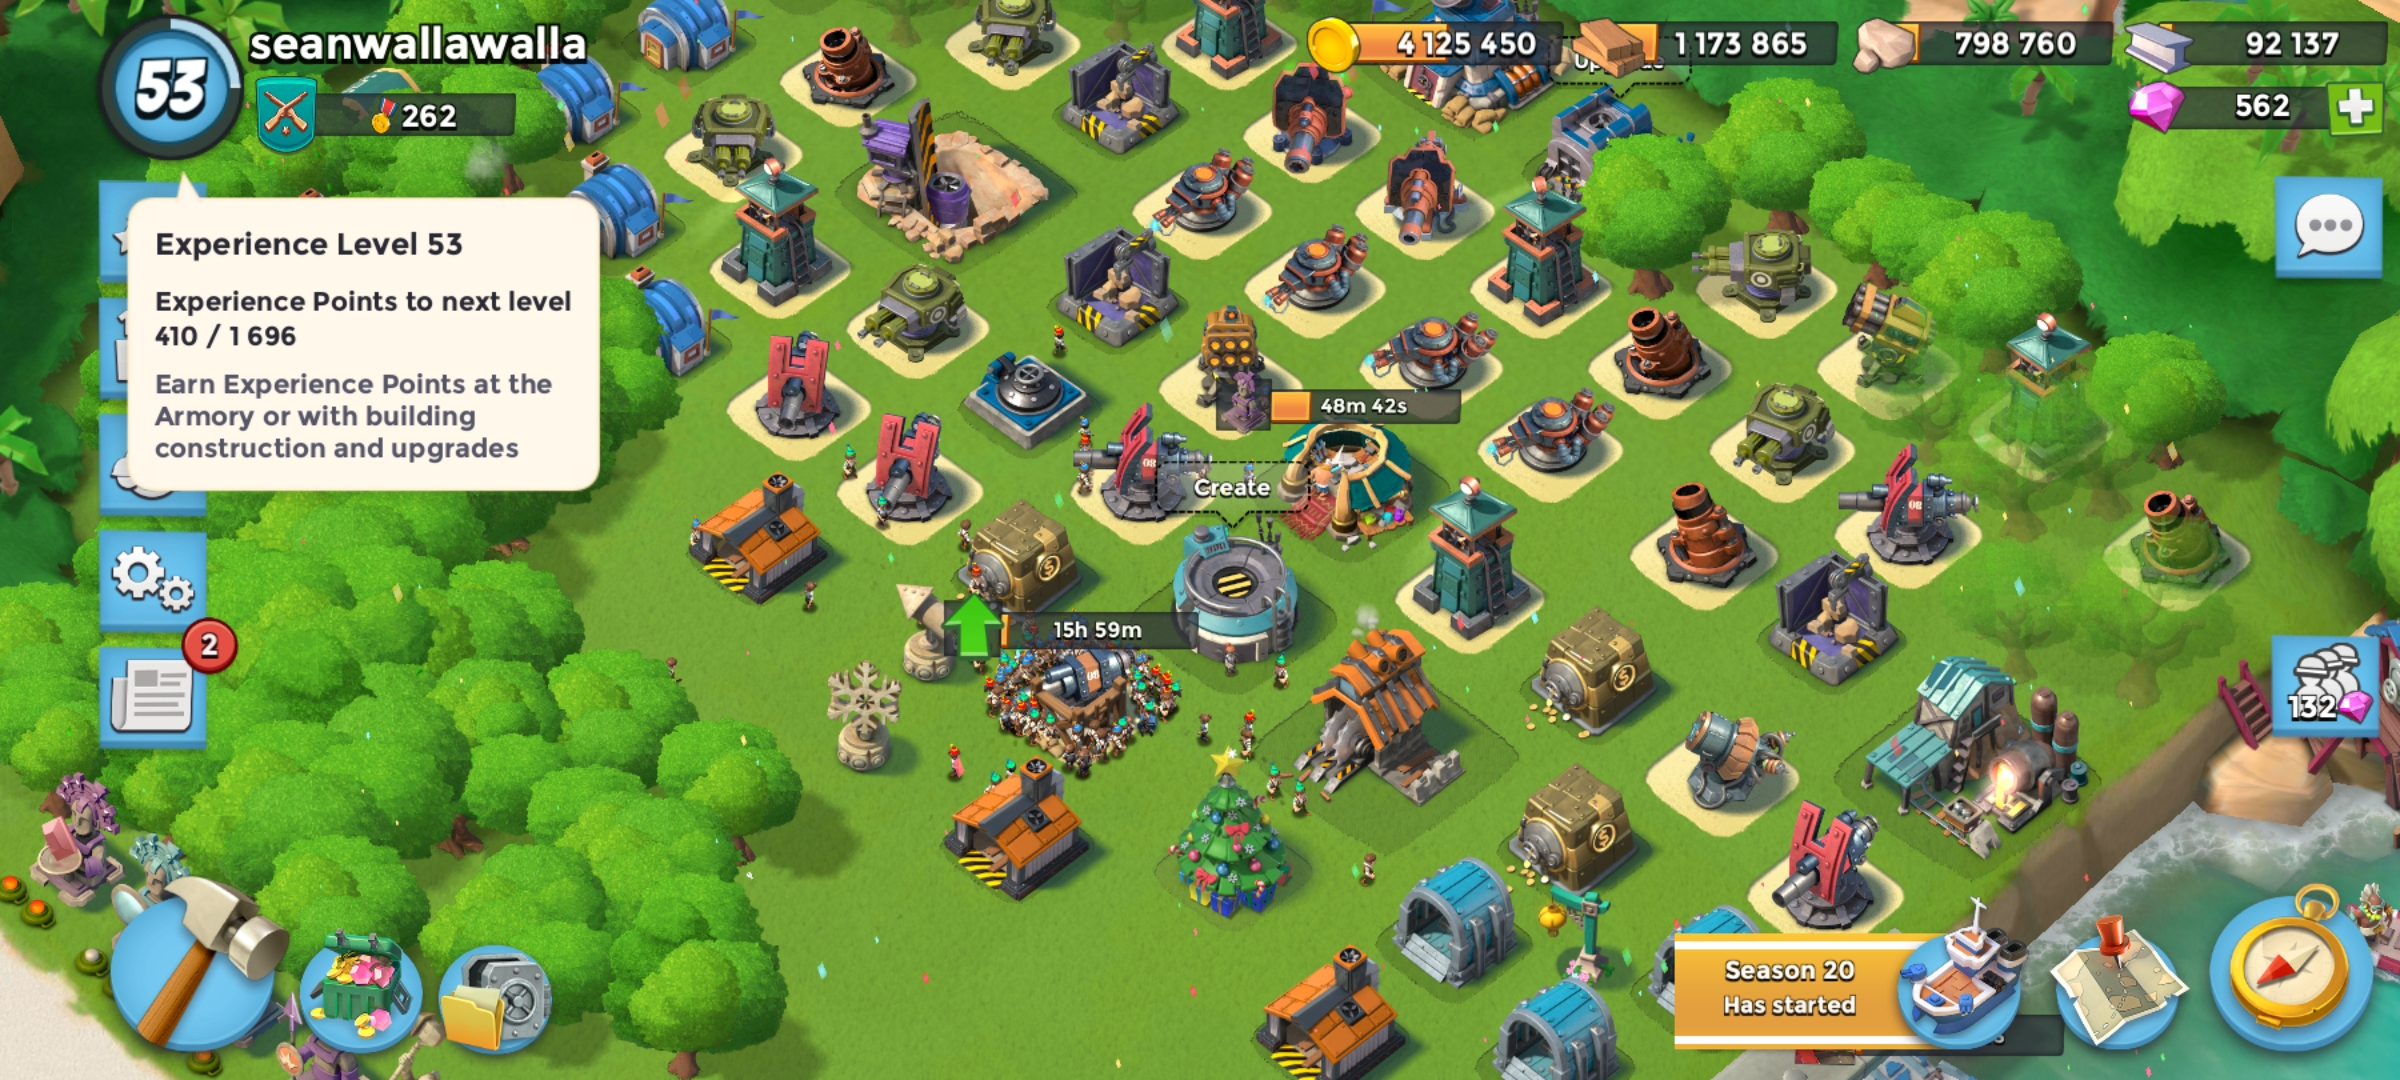 53
seanwallawalla
262
4 125 450
1 173 865
798 760
92 137
562
Experience Level 53
Experience Points to next level
410 / 1 696
Earn Experience Points at the
Armory or with building
construction and upgrades
48m 42s
Create
15h 59m
2
132
Season 20
Has started